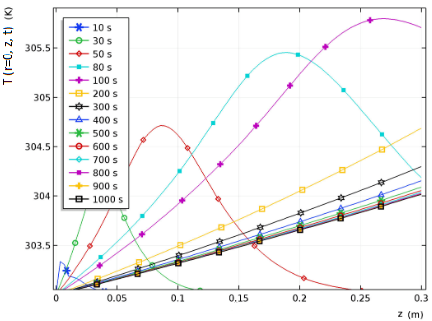 (K)
T (r=0, z, t)
305.5
305
304.5
304
303.5
10 s
30 s
50 s
80 s
100 s
200 s
300 s
400 s
500 s
600 s
700 s
800 s
900 s
1000 s
0 0.05 0.1 0.15 0.2 0.25 0.3
z (m)